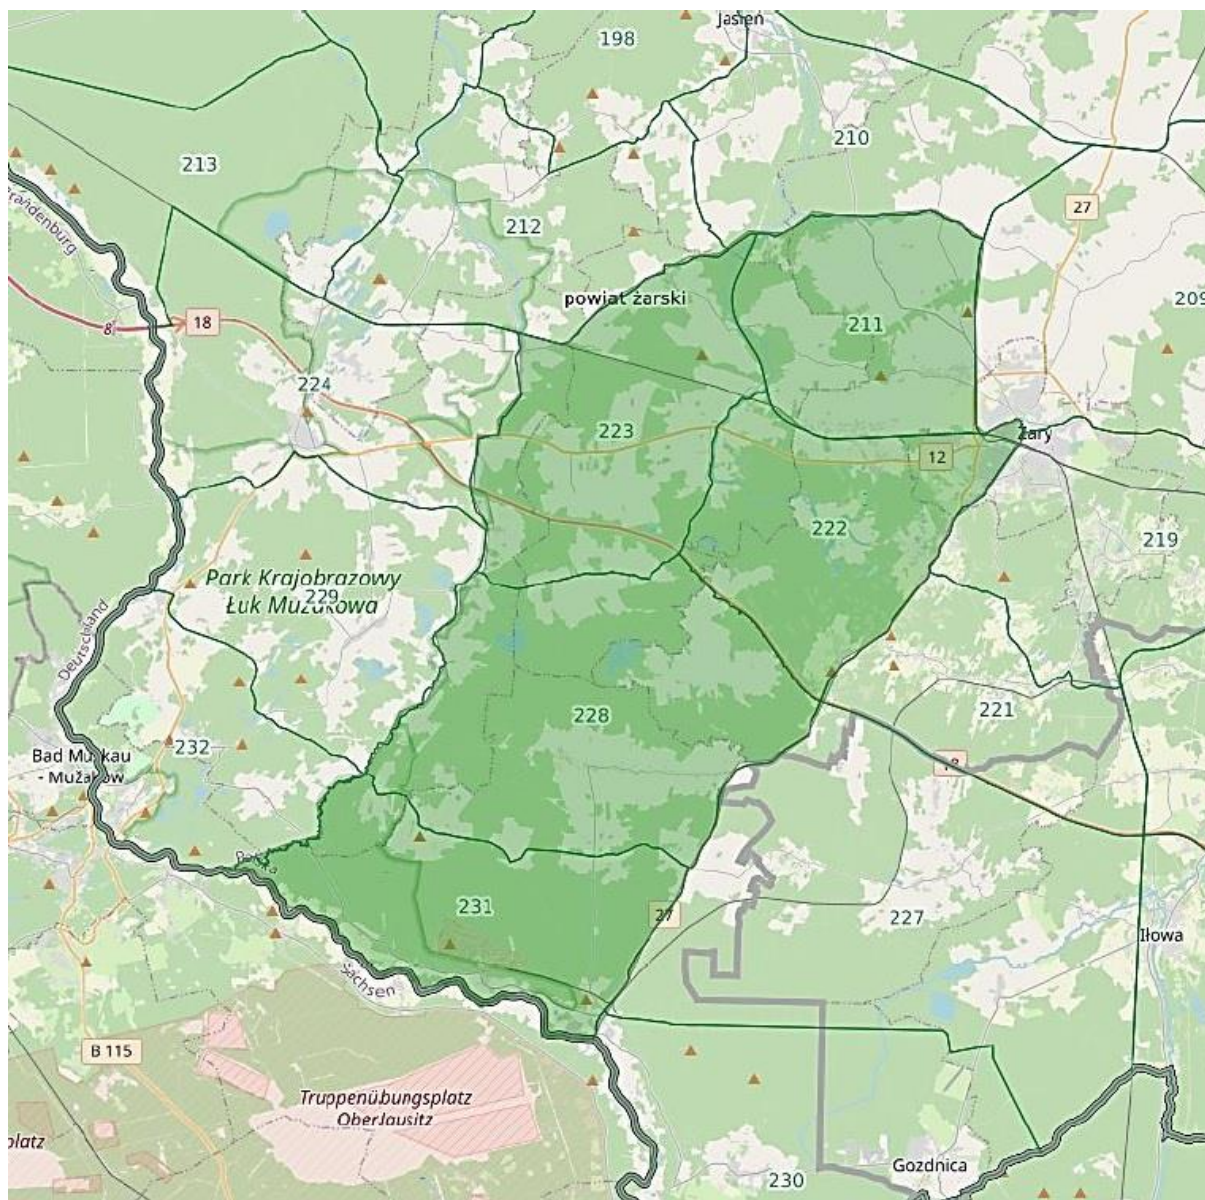 Jasień
198
210
213
27
212
Brandenburg
powiat żarski
209
18
211
224
223
Żary
12
222
219
Park Krajobrazowy
Łuk Mużakowa
229
Deutschland
228
221
232
Bad Muskau
- Mużaków
18
231
27
227
Iłowa
Sachsen
B 115
Truppenübungsplatz
Oberlausitz
Gozdnica
230